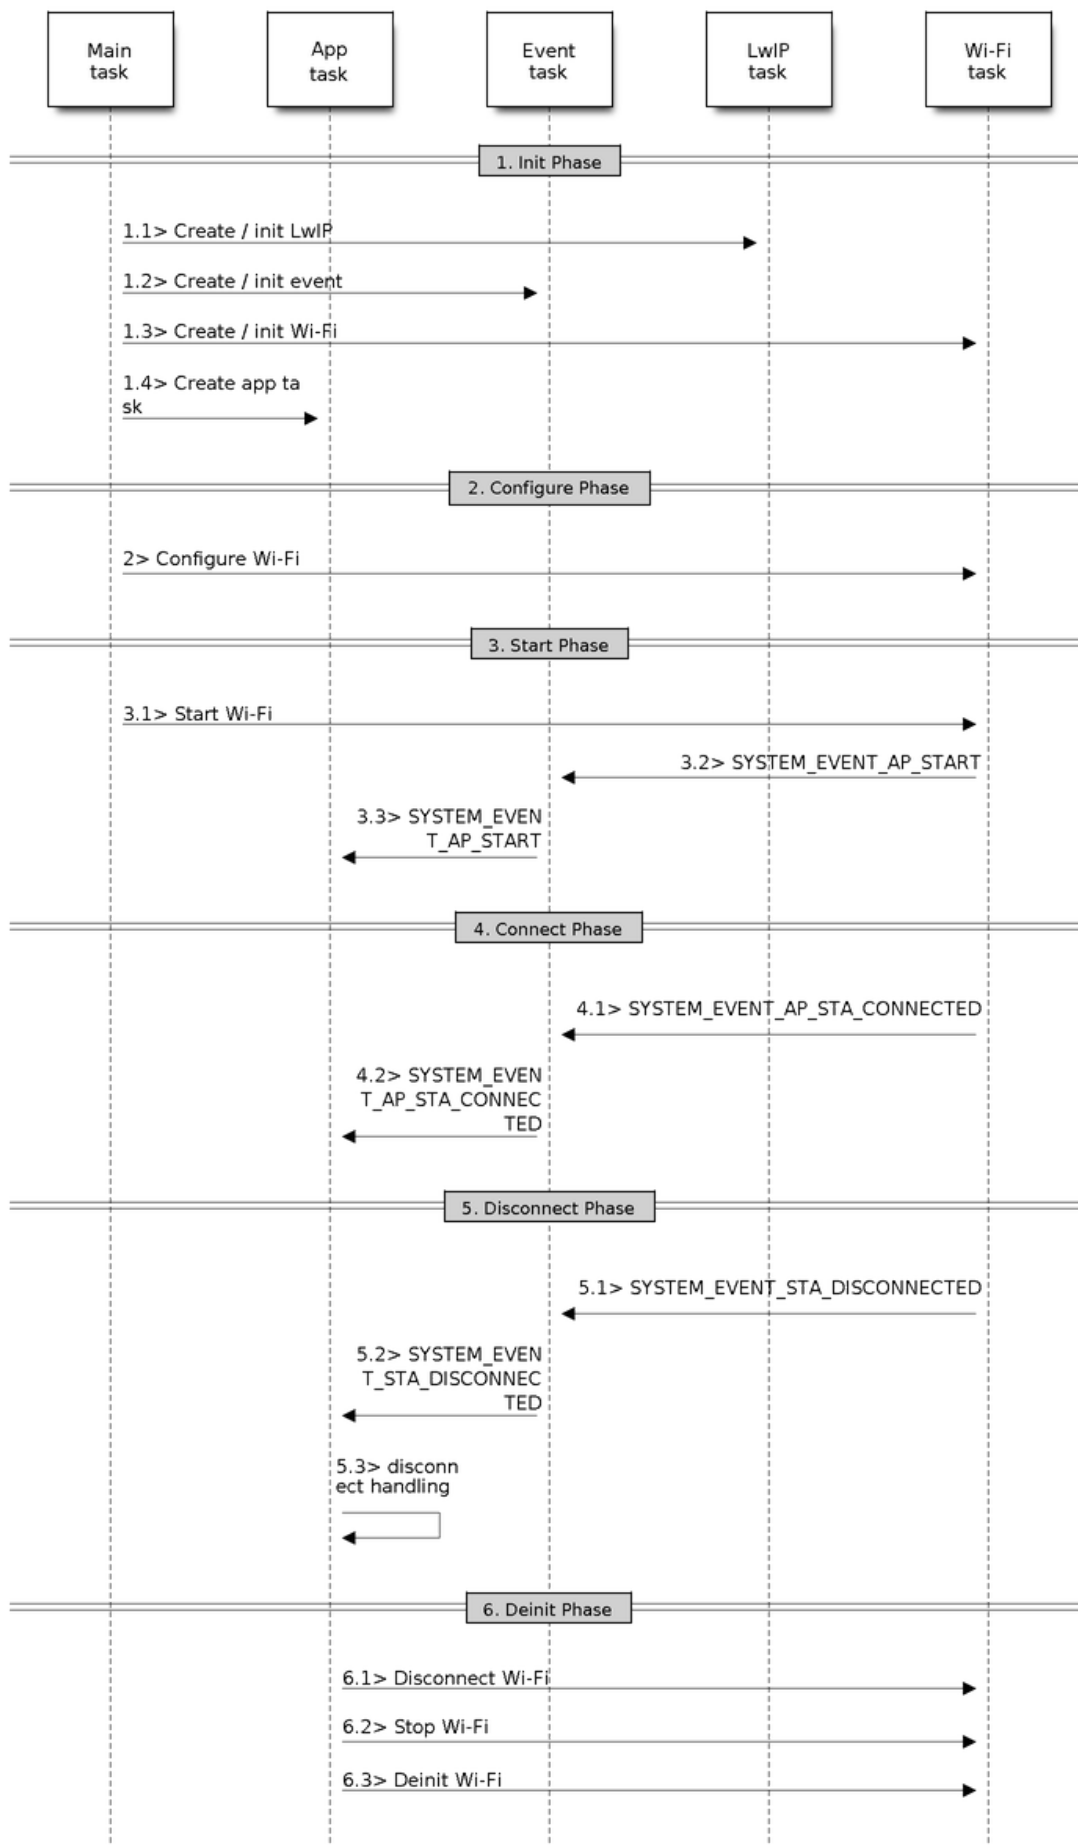 Main
task
App
task
Event
task
LwIP
task
Wi-Fi
task
1. Init Phase
1.1> Create / init LwIP
1.2> Create / init event
1.3> Create / init Wi-Fi
1.4> Create app ta
sk
2. Configure Phase
2> Configure Wi-Fi
3. Start Phase
3.1> Start Wi-Fi
3.2> SYSTEM_EVENT_AP_START
3.3> SYSTEM_EVEN
T_AP_START
4. Connect Phase
4.1> SYSTEM_EVENT_AP_STA_CONNECTED
4.2> SYSTEM_EVEN
T_AP_STA_CONNEC
TED
5. Disconnect Phase
5.1> SYSTEM_EVENT_STA_DISCONNECTED
5.2> SYSTEM_EVEN
T_STA_DISCONNEC
TED
5.3> disconn
ect handling
6. Deinit Phase
6.1> Disconnect Wi-Fi
6.2> Stop Wi-Fi
6.3> Deinit Wi-Fi